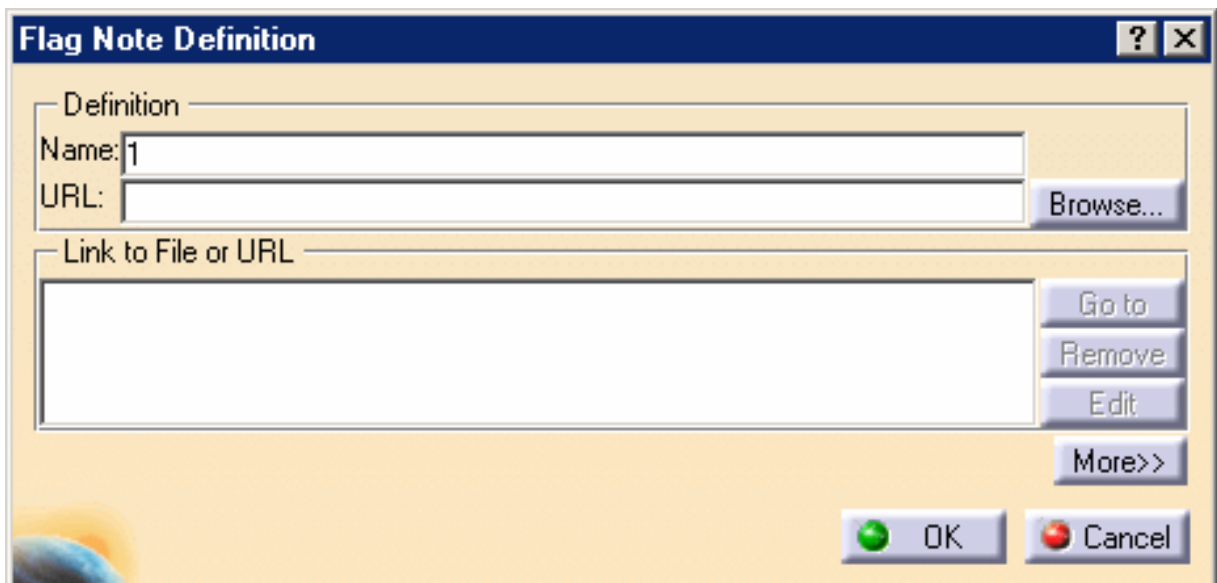 Flag Note Definition
Definition
Name: 1
URL:
Browse...
Link to File or URL
Go to
Remove
Edit
More>>
OK Cancel